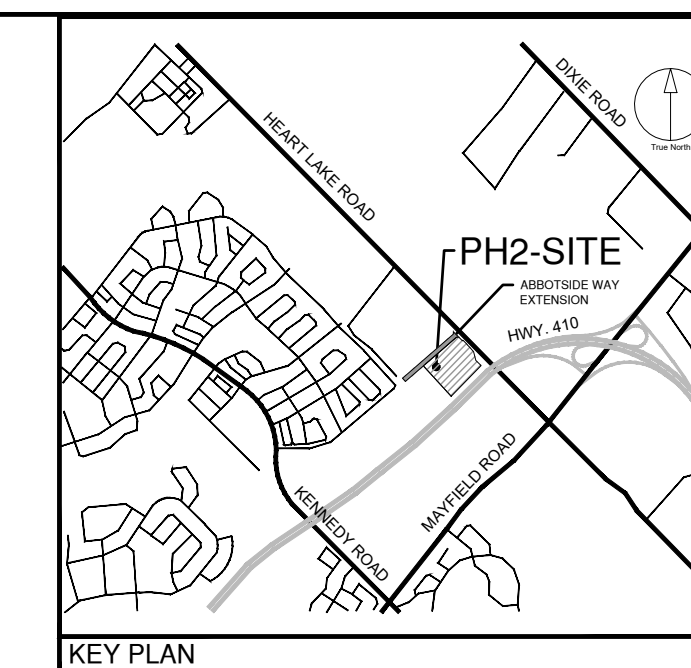 DIXIE ROAD
True North
HEART LAKE ROAD
PH2-SITE
ABBOTSIDE WAY
EXTENSION
HWY. 410
MAYFIELD ROAD
KENNEDY ROAD
KEY PLAN